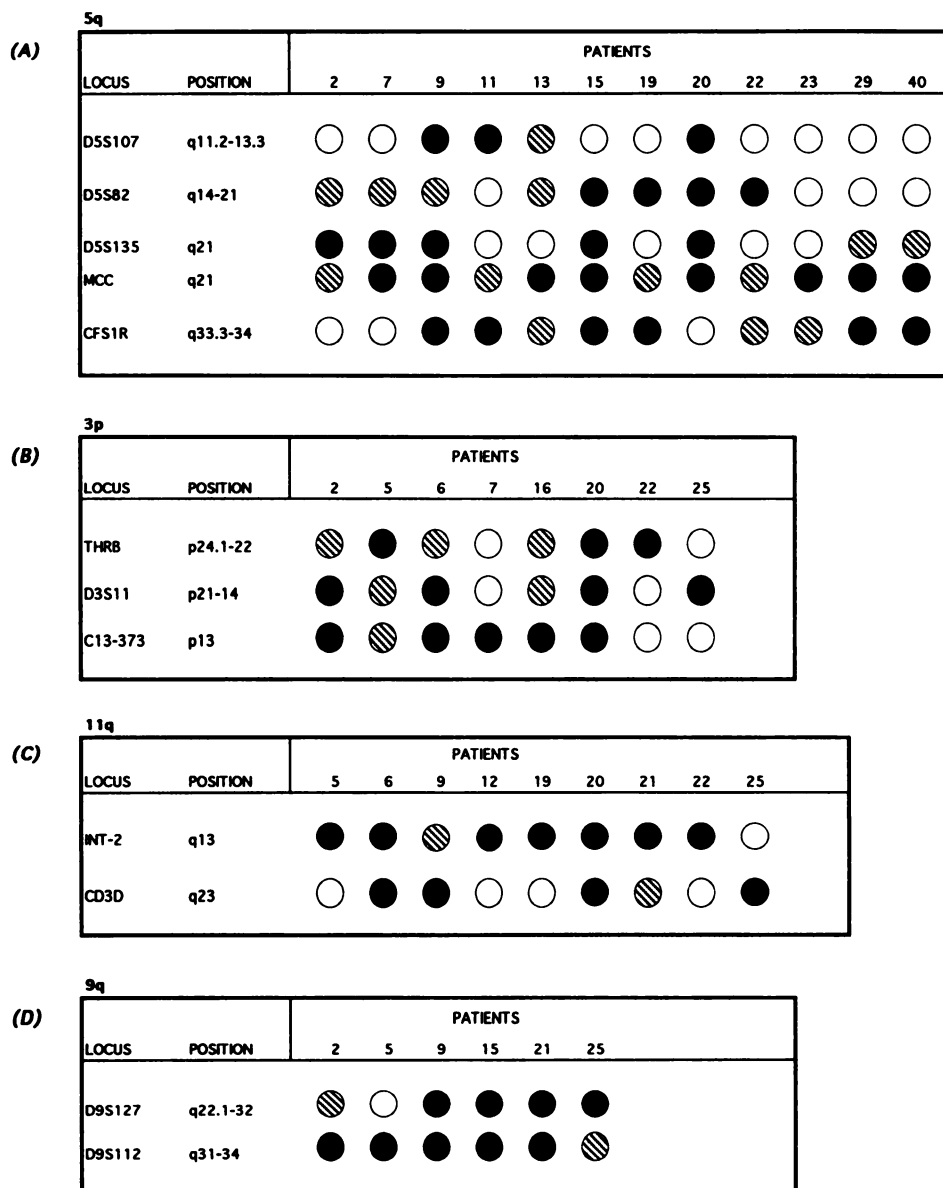 5q
(A)
PATIENTS
LOCUS POSITION 2 7 9 11 13 15 19 20 22 23 29 40
D5S107 q11.2-13.3
D5S82 q14-21
D5S135 q21
MCC q21
CFS1R q33.3-34
3p
(B)
PATIENTS
LOCUS POSITION 2 5 6 7 16 20 22 25
THRB p24.1-22
D3S11 p21-14
C13-373 p13
11q
(C)
PATIENTS
LOCUS POSITION 5 6 9 12 19 20 21 22 25
INT-2 q13
CD3D q23
9q
(D)
PATIENTS
LOCUS POSITION 2 5 9 15 21 25
D9S127 q22.1-32
D9S112 q31-34